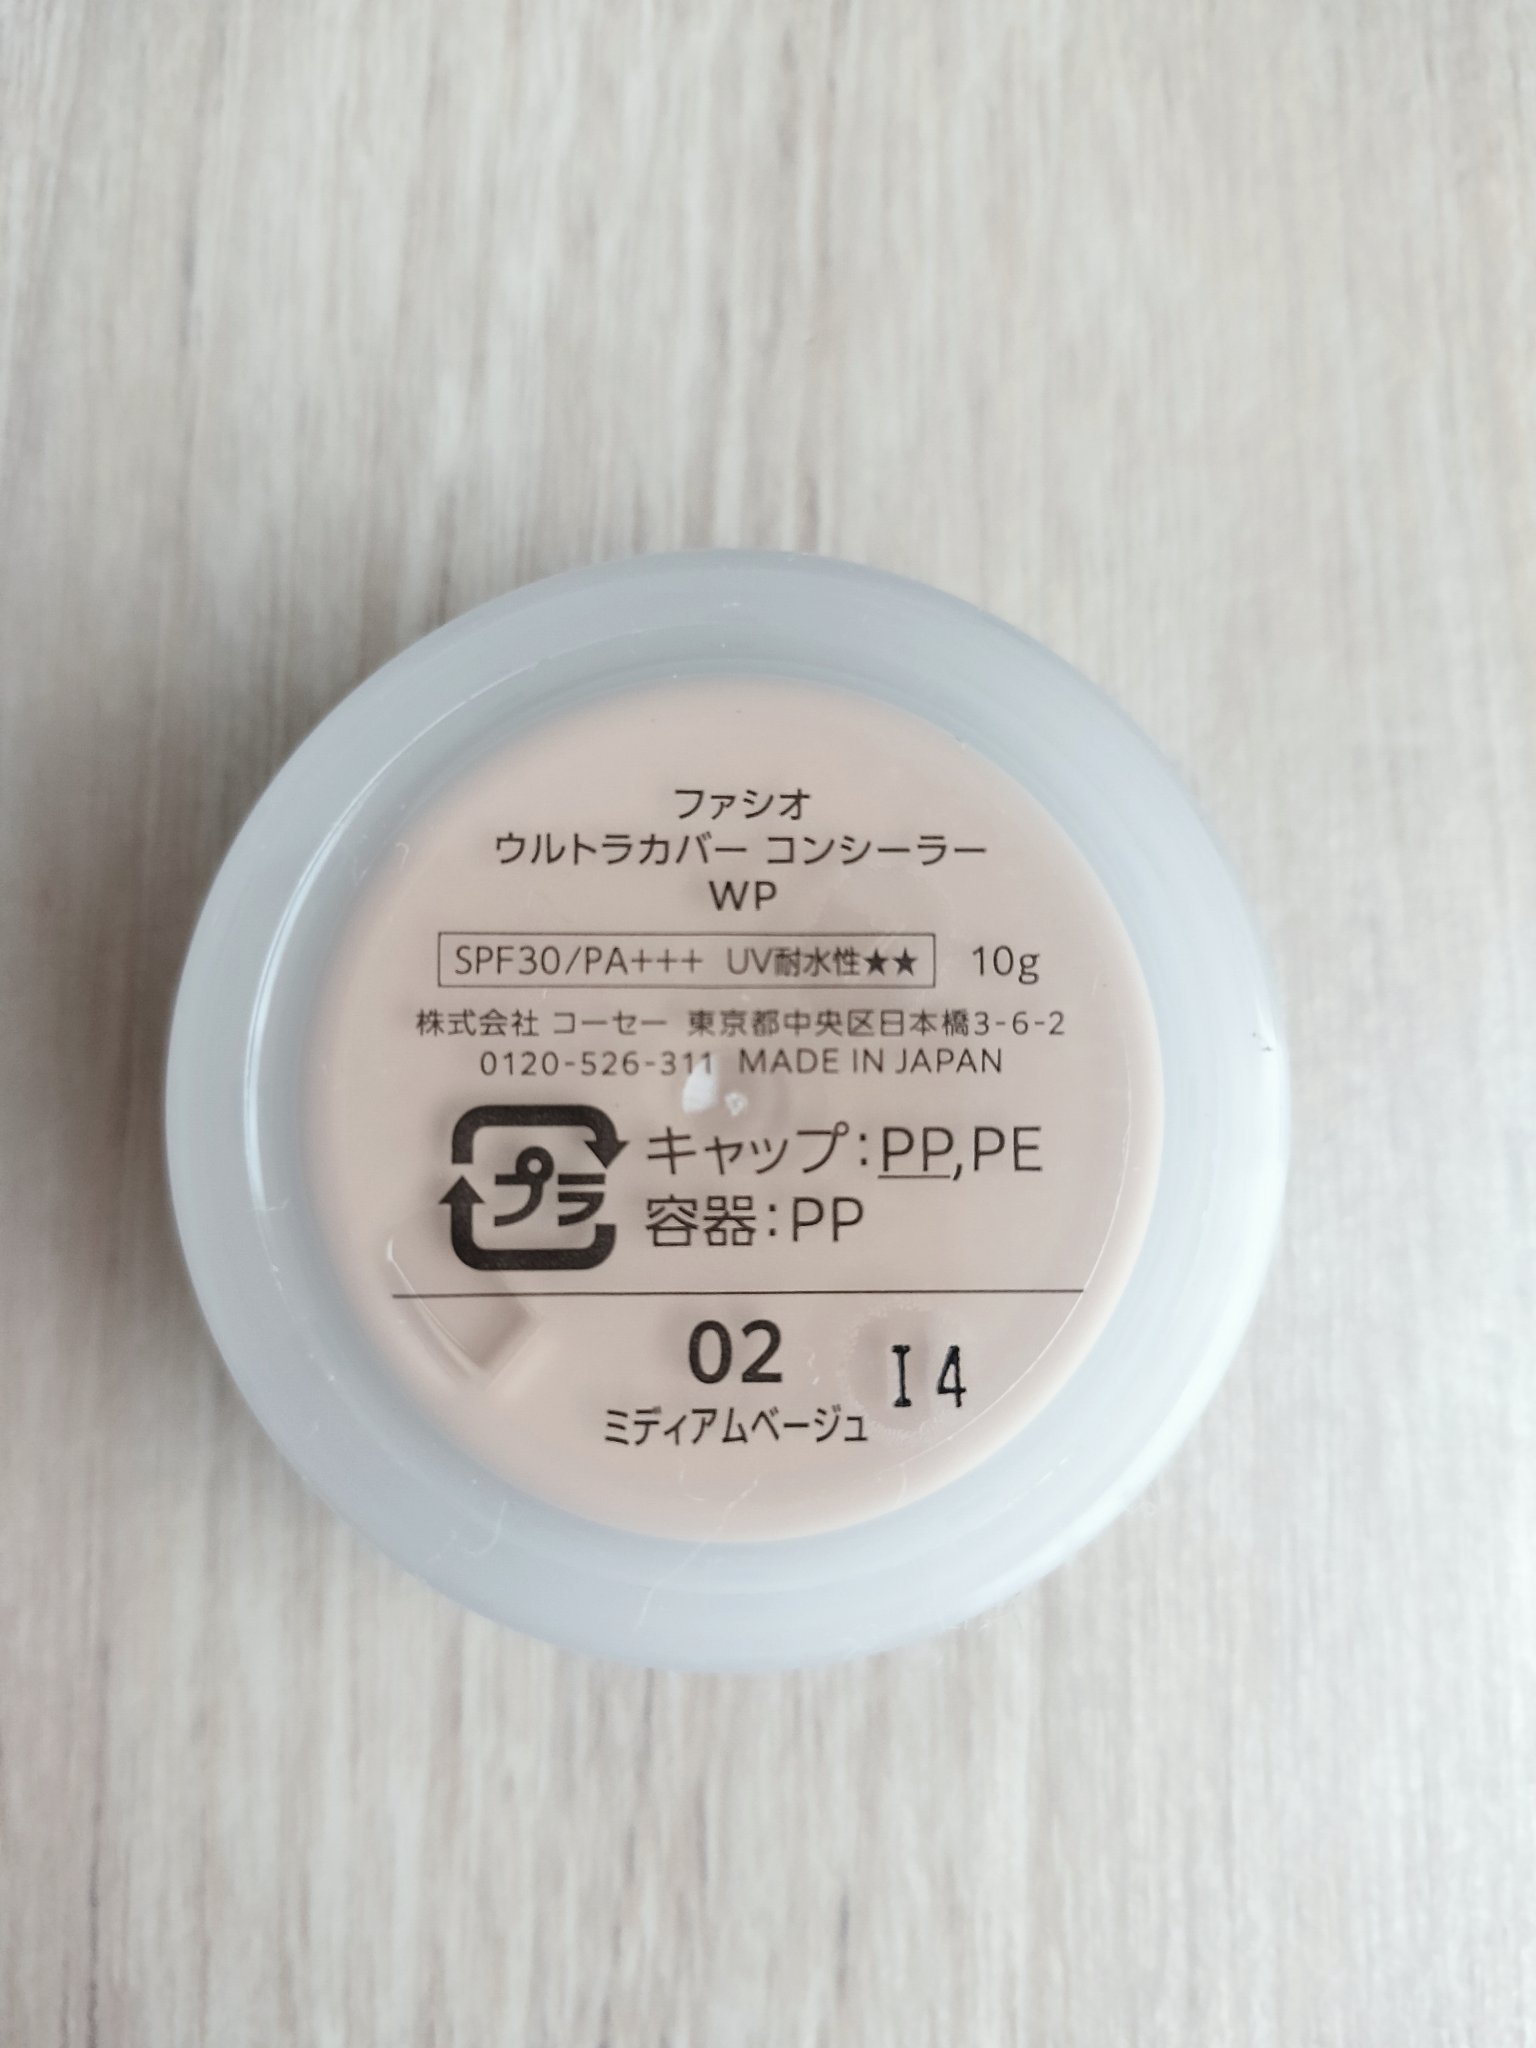 ファシオ
ウルトラカバー コンシーラー
WP
SPF30/PA+++ UV耐水性★★ 10g
株式会社 コーセー 東京都中央区日本橋3-6-2
0120-526-311 MADE IN JAPAN
プラ キャップ:PP,PE
容器:PP
02
I4
ミディアムベージュ